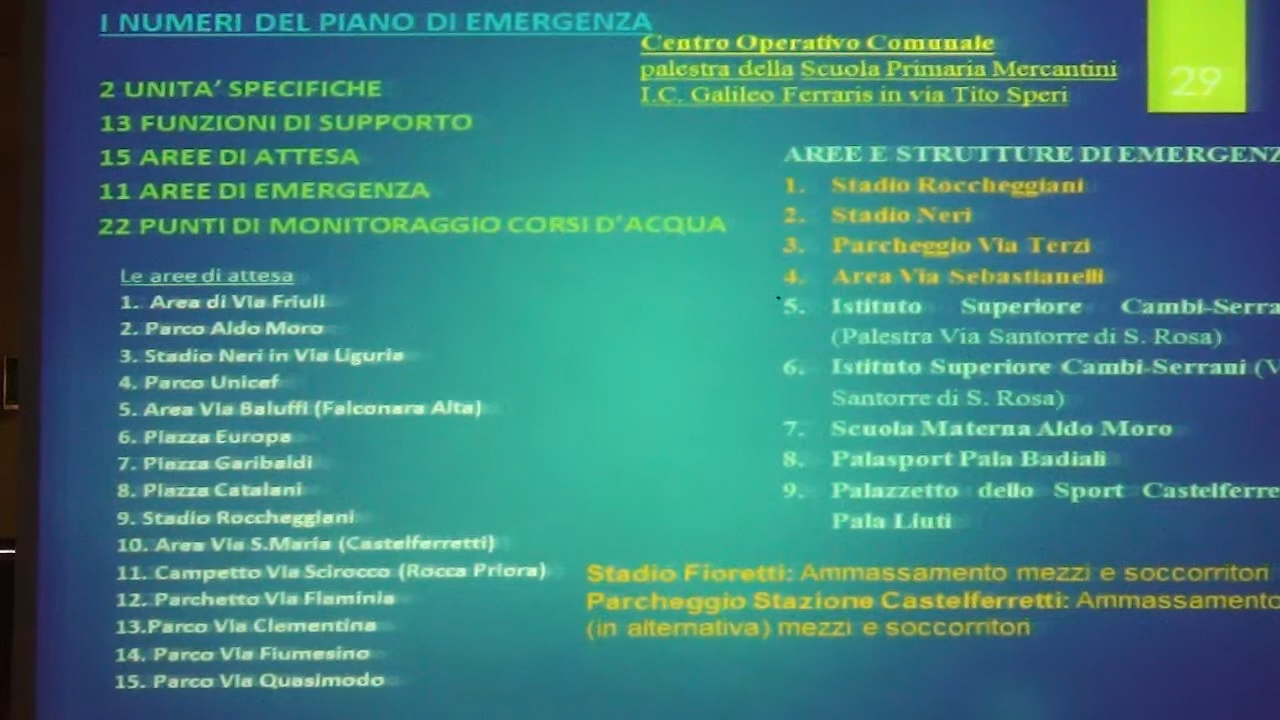 I NUMERI DEL PIANO DI EMERGENZA
Centro Operativo Comunale
palestra della Scuola Primaria Mercantini
I.C. Galileo Ferraris in via Tito Speri
29
2 UNITA' SPECIFICHE
13 FUNZIONI DI SUPPORTO
15 AREE DI ATTESA
11 AREE DI EMERGENZA
22 PUNTI DI MONITORAGGIO CORSI D'ACQUA
Le aree di attesa
1. Area di Via Friuli
2. Parco Aldo Moro
3. Stadio Neri in Via Liguria
4. Parco Unicef
5. Area Via Baluffi (Falconara Alta)
6. Piazza Europa
7. Piazza Garibaldi
8. Piazza Catalani
9. Stadio Roccheggiani
10. Area Via S.Maria (Castelferretti)
11. Campetto Via Scirocco (Rocca Priora)
12. Parchetto Via Flaminia
13.Parco Via Clementina
14. Parco Via Fiumesino
15. Parco Via Quasimodo
AREE E STRUTTURE DI EMERGENZ
1. Stadio Roccheggiani
2. Stadio Neri
3. Parcheggio Via Terzi
4. Area Via Sebastianelli
5. Istituto Superiore Cambi-Serra
(Palestra Via Santorre di S. Rosa)
6. Istituto Superiore Cambi-Serrani (V
Santorre di S. Rosa)
7. Scuola Materna Aldo Moro
8. Palasport Pala Badiali
9. Palazzetto dello Sport Castelferre
Pala Liuti
Stadio Fioretti: Ammassamento mezzi e soccorritori
Parcheggio Stazione Castelferretti: Ammassamento
(in alternativa) mezzi e soccorritori